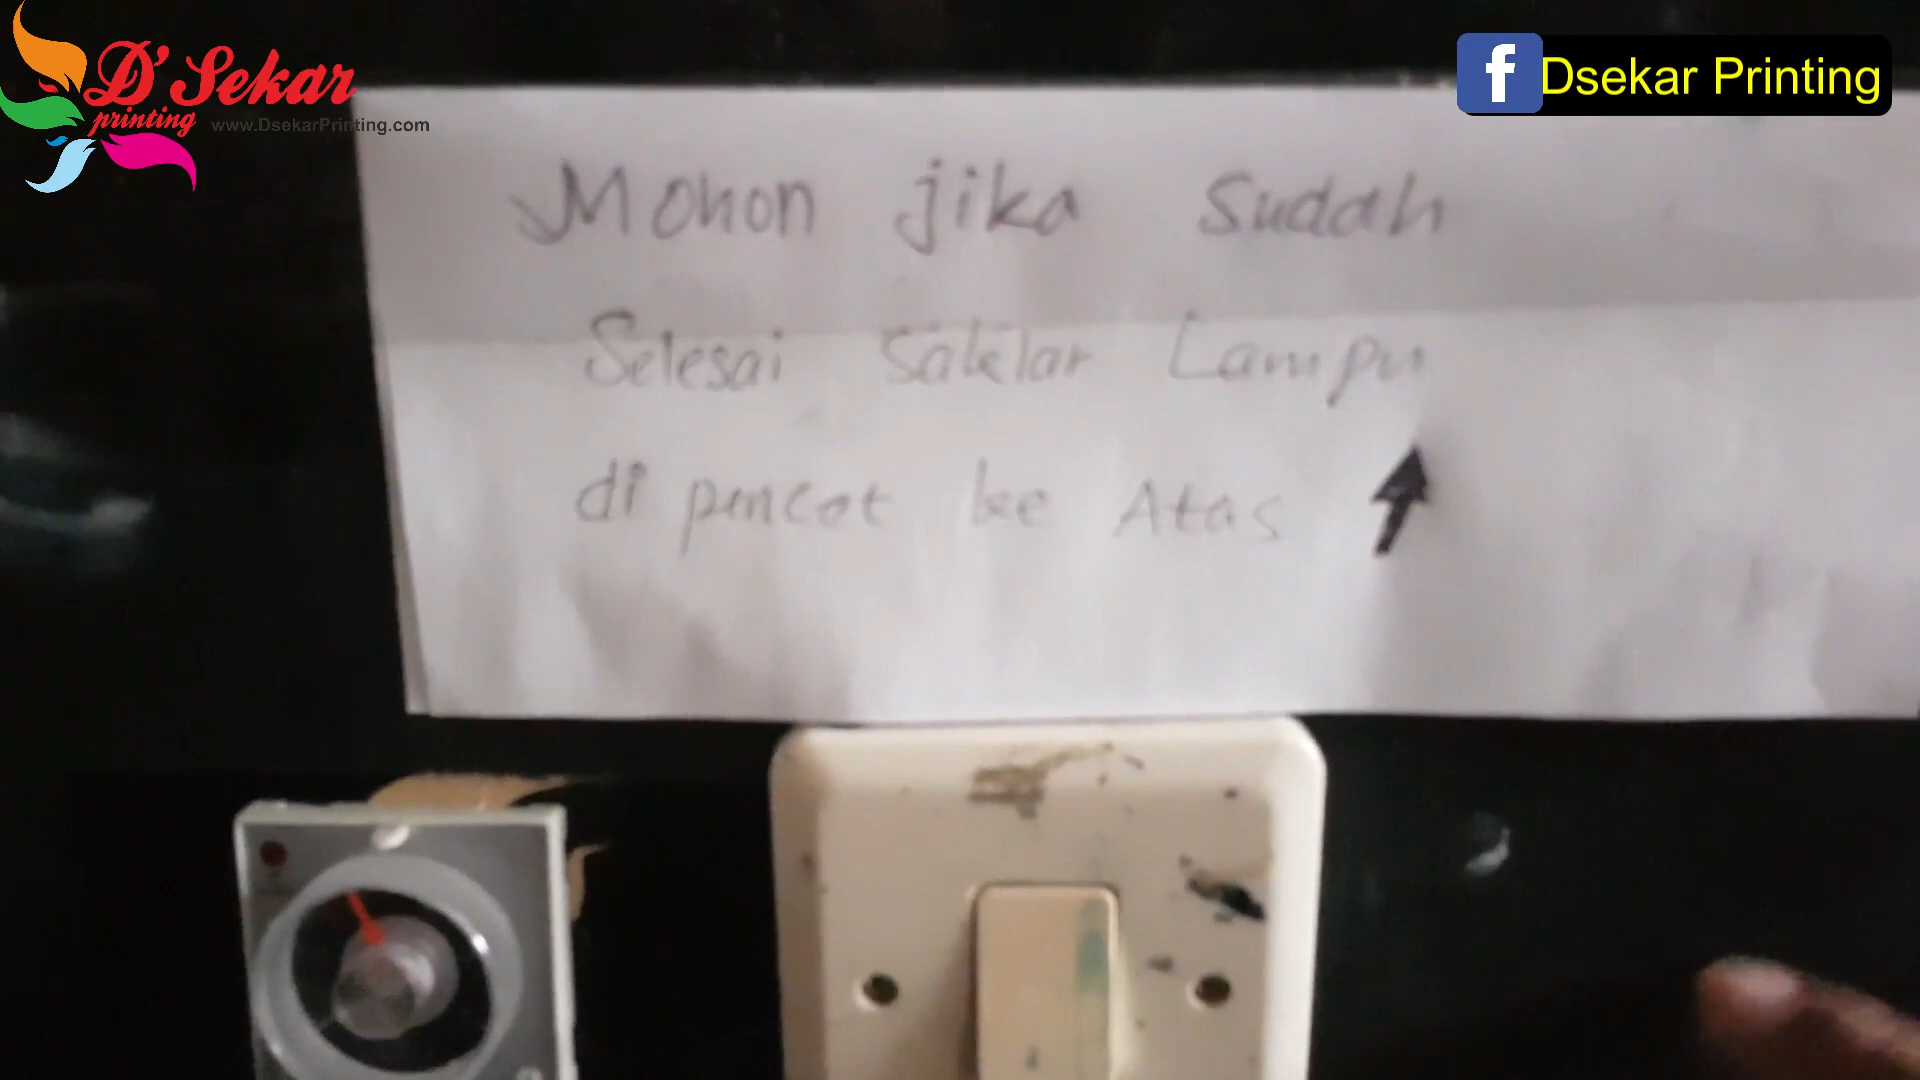 D'Sekar
printing
www.DsekarPrinting.com
f Dsekar Printing
Mohon jika Sudah
Selesai Saklar Lampu
di pencet ke Atas